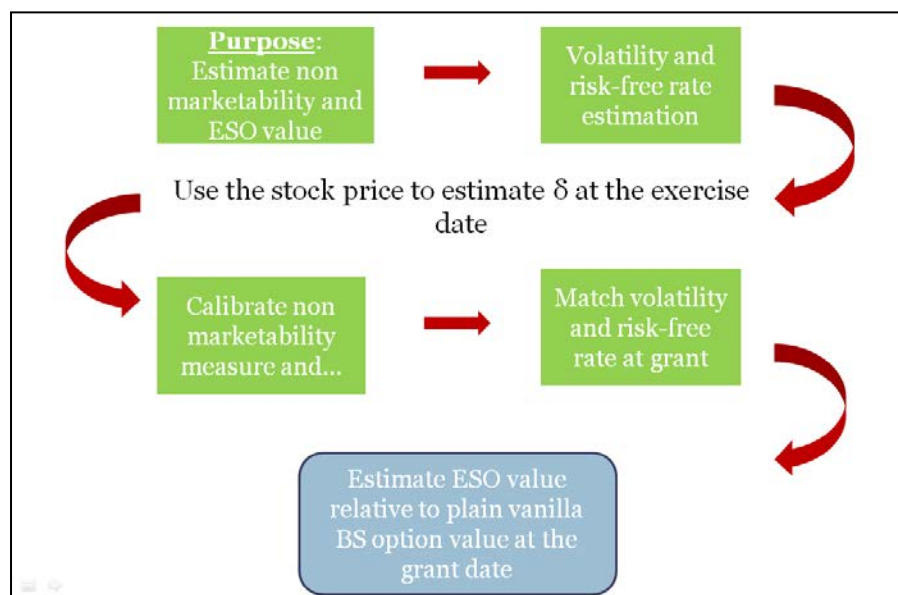 Purpose:
Estimate non
marketability and
ESO value
Volatility and
risk-free rate
estimation
Use the stock price to estimate δ at the exercise
date
Calibrate non
marketability
measure and...
Match volatility
and risk-free
rate at grant
Estimate ESO value
relative to plain vanilla
BS option value at the
grant date